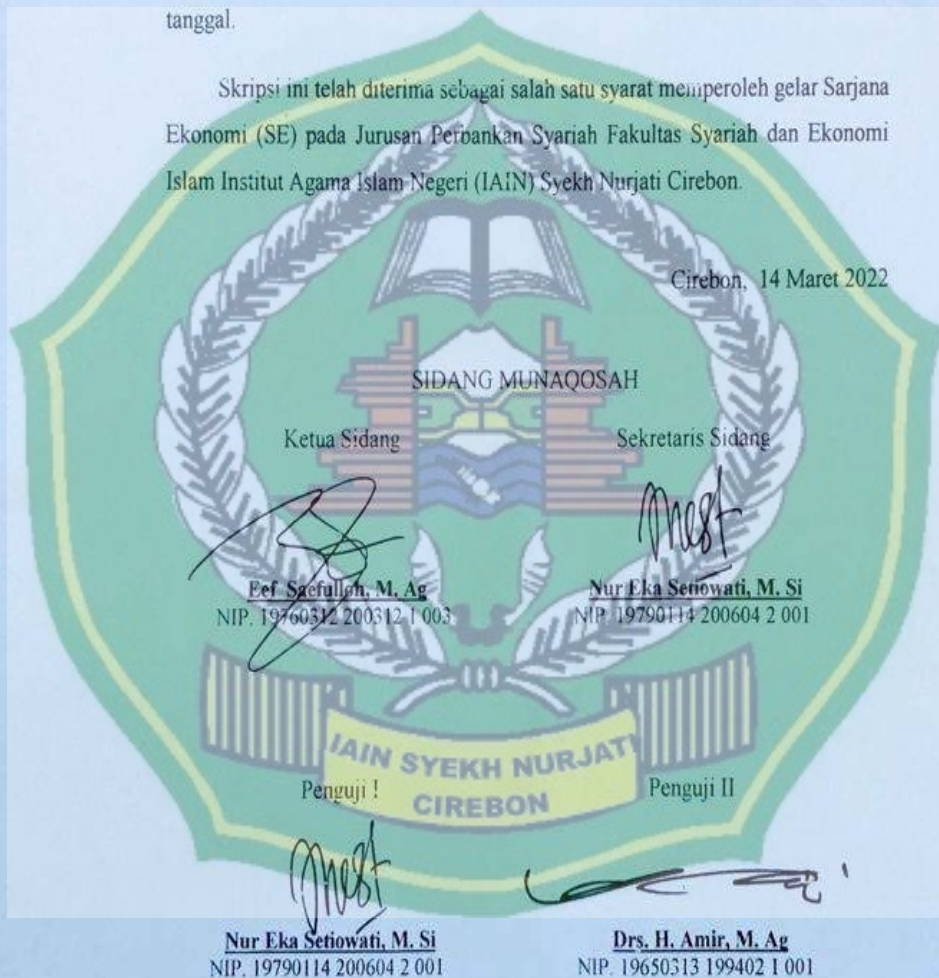 tanggal.
Skripsi ini telah diterima sebagai salah satu syarat memperoleh gelar Sarjana
Ekonomi (SE) pada Jurusan Perbankan Syariah Fakultas Syariah dan Ekonomi
Islam Institut Agama Islam Negeri (IAIN) Syekh Nurjati Cirebon.
Cirebon, 14 Maret 2022
SIDANG MUNAQOSAH
Ketua Sidang Sekretaris Sidang
Eef Saefulloh, M. Ag Nur Eka Setiowati, M. Si
NIP. 19760312 200312 1 003 NIP. 19790114 200604 2 001
IAIN SYEKH NURJATI
CIREBON
Penguji ! Penguji II
Nur Eka Setiowati, M. Si Drs. H. Amir, M. Ag
NIP. 19790114 200604 2 001 NIP. 19650313 199402 1 001